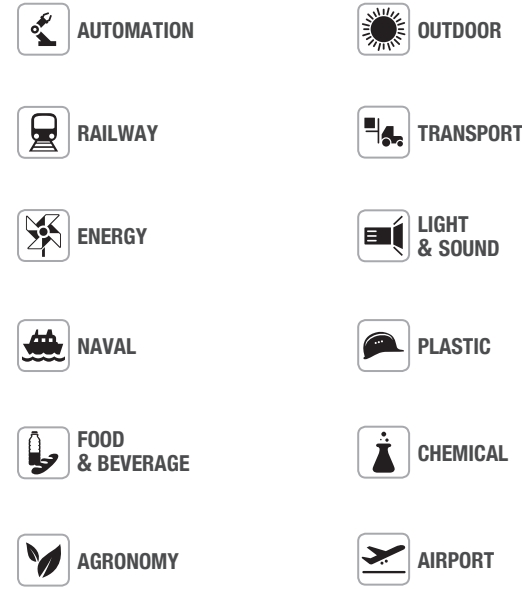 AUTOMATION
OUTDOOR
RAILWAY
TRANSPORT
ENERGY
LIGHT
& SOUND
NAVAL
PLASTIC
FOOD
& BEVERAGE
CHEMICAL
AGRONOMY
AIRPORT